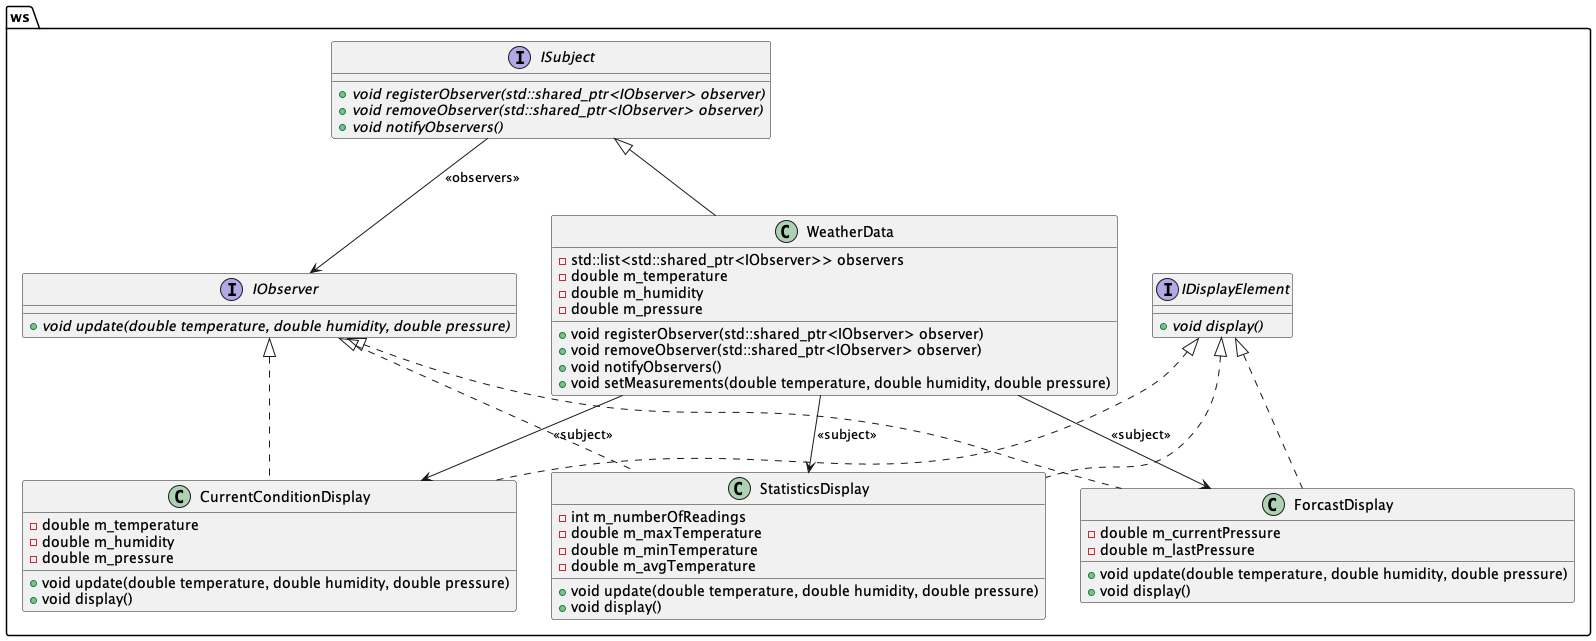 ws
I ISubject
void registerObserver(std::shared_ptr<IObserver> observer)
void removeObserver(std::shared_ptr<IObserver> observer)
void notifyObservers()
«observers»
C WeatherData
std::list<std::shared_ptr<IObserver>> observers
double m_temperature
double m_humidity
double m_pressure
void registerObserver(std::shared_ptr<IObserver> observer)
void removeObserver(std::shared_ptr<IObserver> observer)
void notifyObservers()
void setMeasurements(double temperature, double humidity, double pressure)
I IObserver
void update(double temperature, double humidity, double pressure)
I IDisplayElement
void display()
«subject»
«subject»
«subject»
C CurrentConditionDisplay
double m_temperature
double m_humidity
double m_pressure
void update(double temperature, double humidity, double pressure)
void display()
C StatisticsDisplay
int m_numberOfReadings
double m_maxTemperature
double m_minTemperature
double m_avgTemperature
void update(double temperature, double humidity, double pressure)
void display()
C ForcastDisplay
double m_currentPressure
double m_lastPressure
void update(double temperature, double humidity, double pressure)
void display()